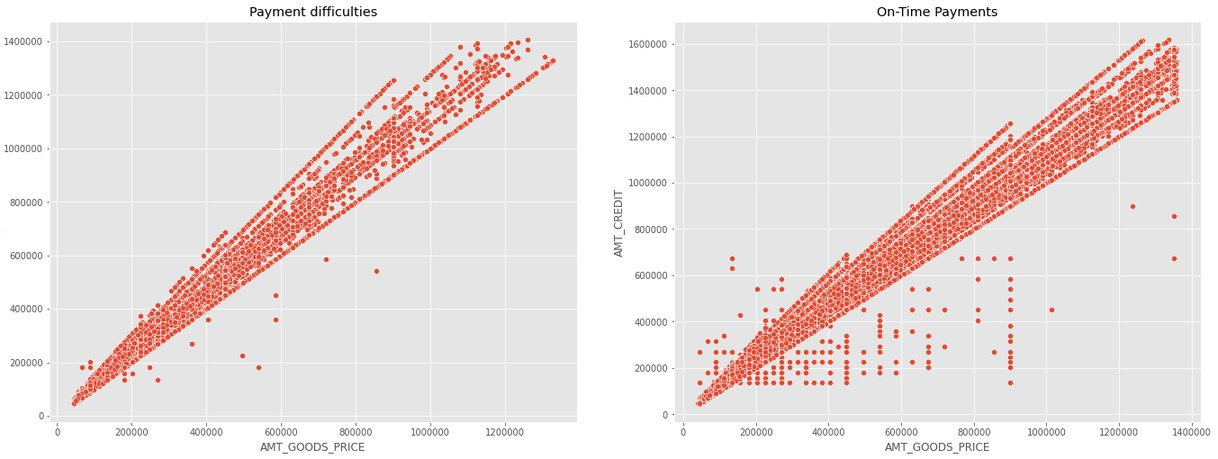 Payment difficulties
1400000
1200000
1000000
800000
600000
400000
200000
0
0 200000 400000 600000 800000 1000000 1200000
AMT_GOODS_PRICE
On-Time Payments
1600000
1400000
1200000
1000000
800000
600000
400000
200000
0
AMT_CREDIT
0 200000 400000 600000 800000 1000000 1200000 1400000
AMT_GOODS_PRICE